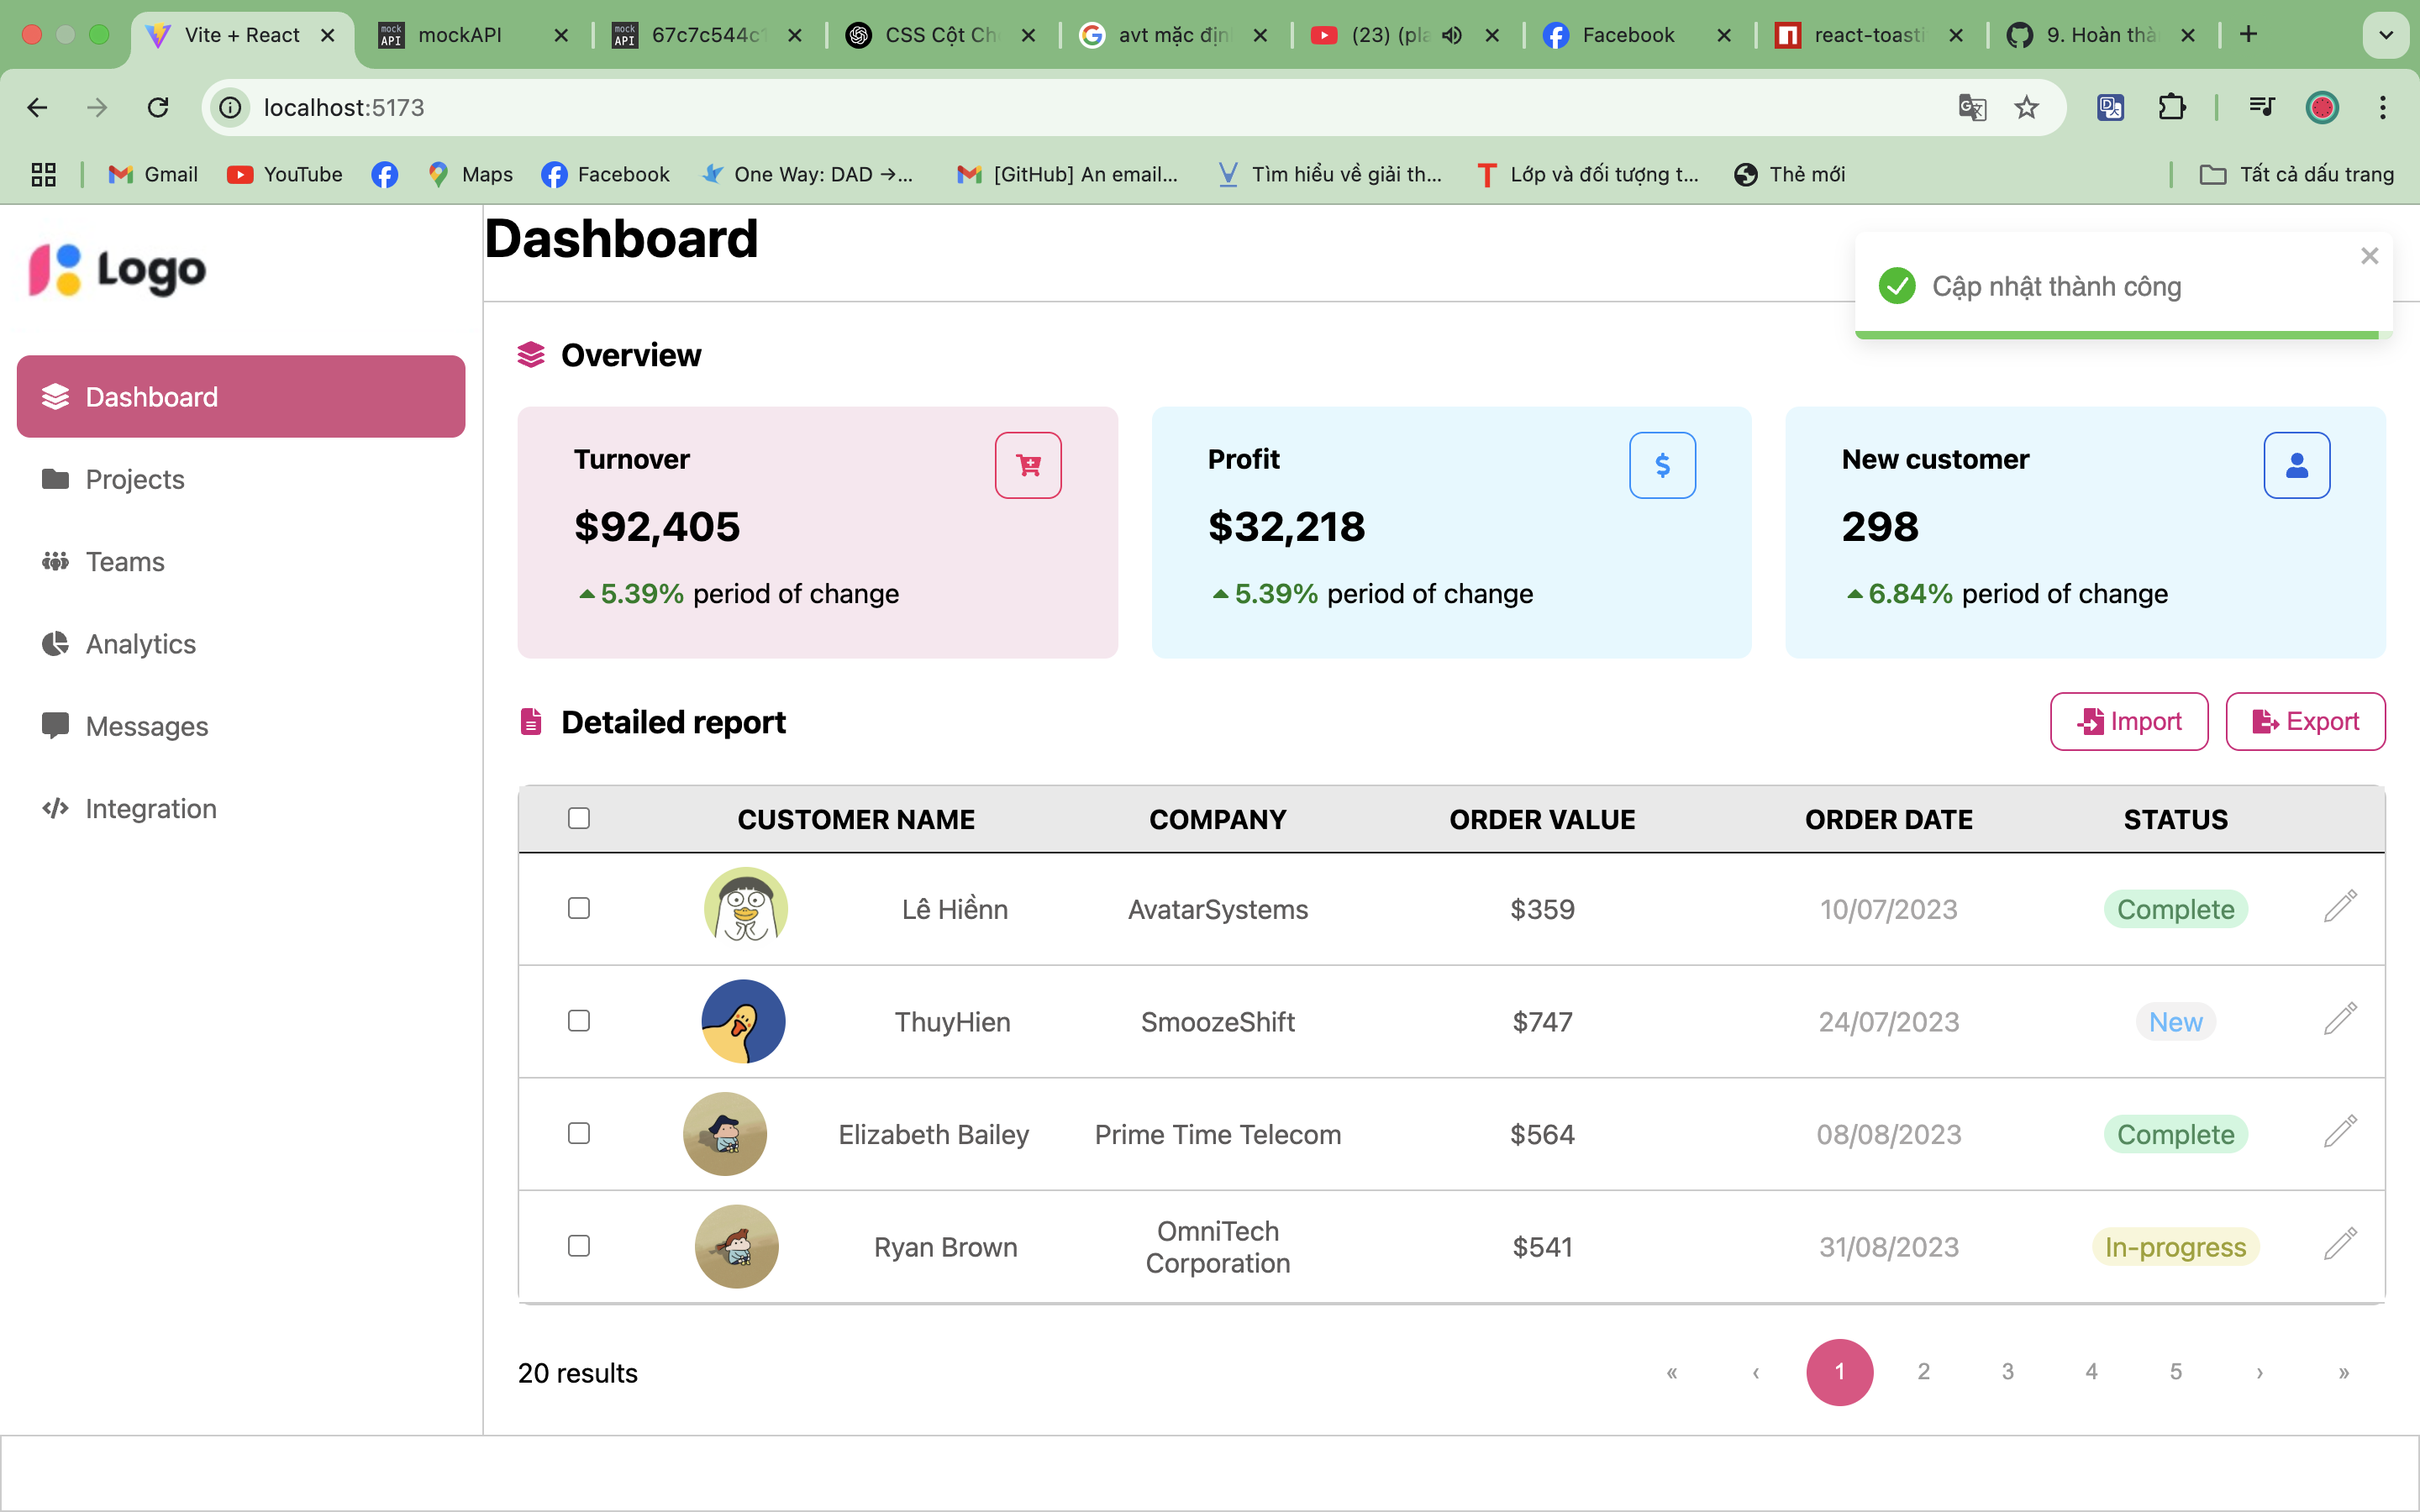 Vite + React
mock API
mockAPI
mock API
67c7c544c1
CSS Cột Ch
avt mặc địn
(23) (pla
Facebook
react-toasti
9. Hoàn thà
localhost:5173
Gmail
YouTube
Maps
Facebook
One Way: DAD →...
[GitHub] An email...
Tìm hiểu về giải th...
Lớp và đối tượng t...
Thẻ mới
Tất cả dấu trang
Logo
Dashboard
Cập nhật thành công
Dashboard
Projects
Teams
Analytics
Messages
Integration
Overview
Turnover
$92,405
5.39% period of change
Profit
$32,218
5.39% period of change
New customer
298
6.84% period of change
Detailed report
Import
Export
CUSTOMER NAME COMPANY ORDER VALUE ORDER DATE STATUS
Lê Hiềnn AvatarSystems $359 10/07/2023 Complete
ThuyHien SmoozeShift $747 24/07/2023 New
Elizabeth Bailey Prime Time Telecom $564 08/08/2023 Complete
Ryan Brown OmniTech Corporation $541 31/08/2023 In-progress
20 results
« ‹ 1 2 3 4 5 › »